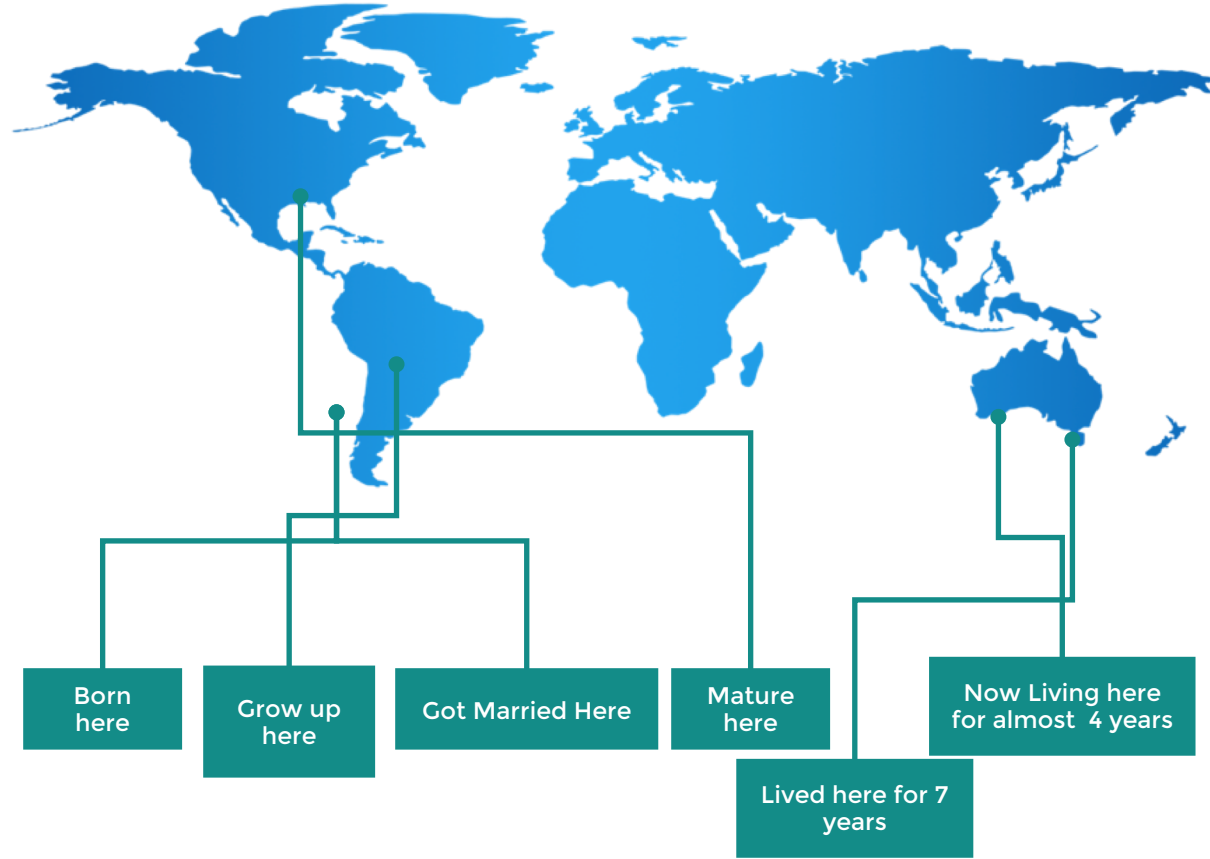 Born
here
Grow up
here
Got Married Here
Mature
here
Now Living here
for almost  4 years
Lived here for 7
years